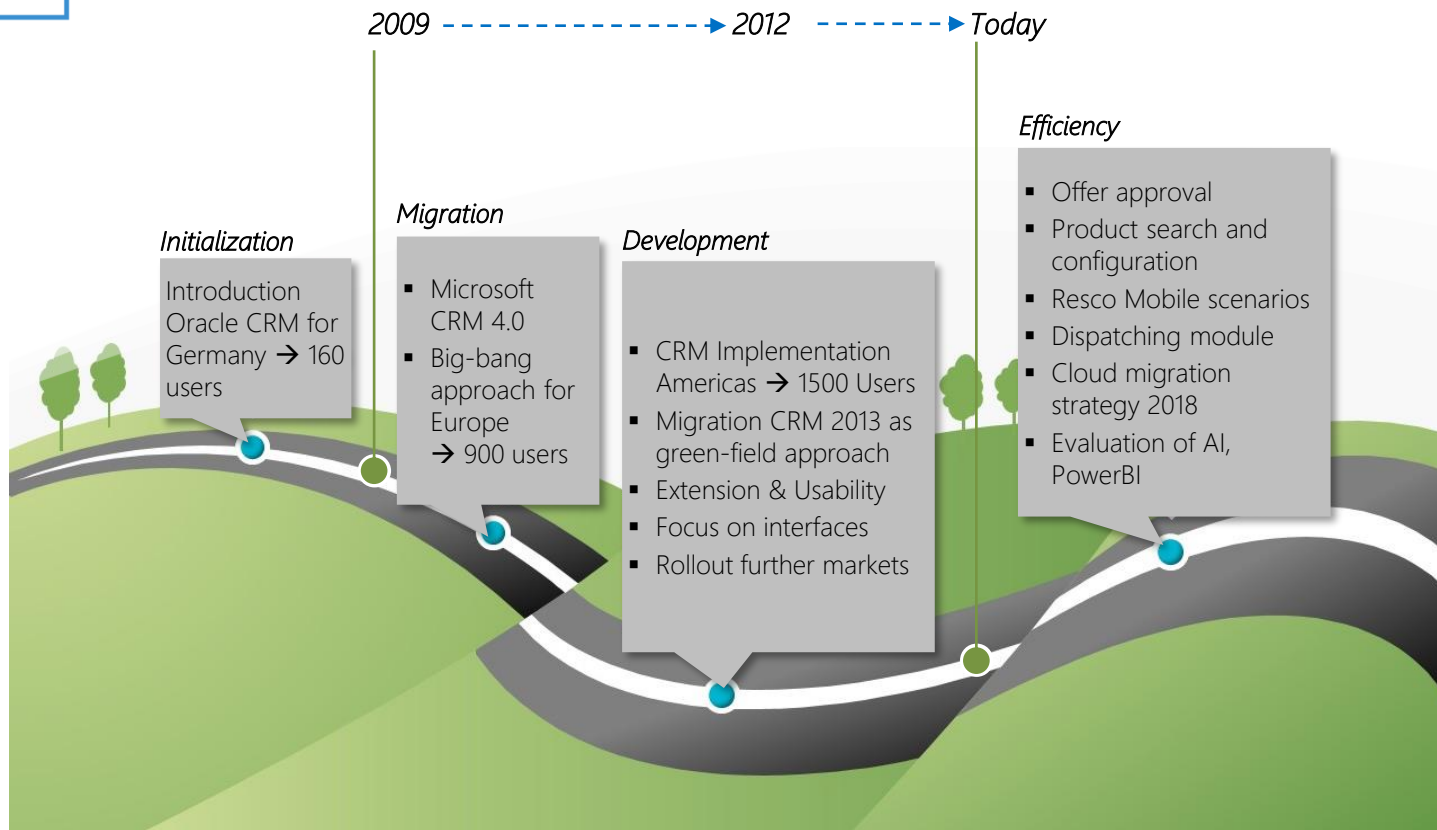 2009 2012 Today
Initialization
Introduction
Oracle CRM for
Germany → 160
users
Migration
▪ Microsoft
CRM 4.0
▪ Big-bang
approach for
Europe
→ 900 users
Development
▪ CRM Implementation
Americas → 1500 Users
▪ Migration CRM 2013 as
green-field approach
▪ Extension & Usability
▪ Focus on interfaces
▪ Rollout further markets
Efficiency
▪ Offer approval
▪ Product search and
configuration
▪ Resco Mobile scenarios
▪ Dispatching module
▪ Cloud migration
strategy 2018
▪ Evaluation of AI,
PowerBI